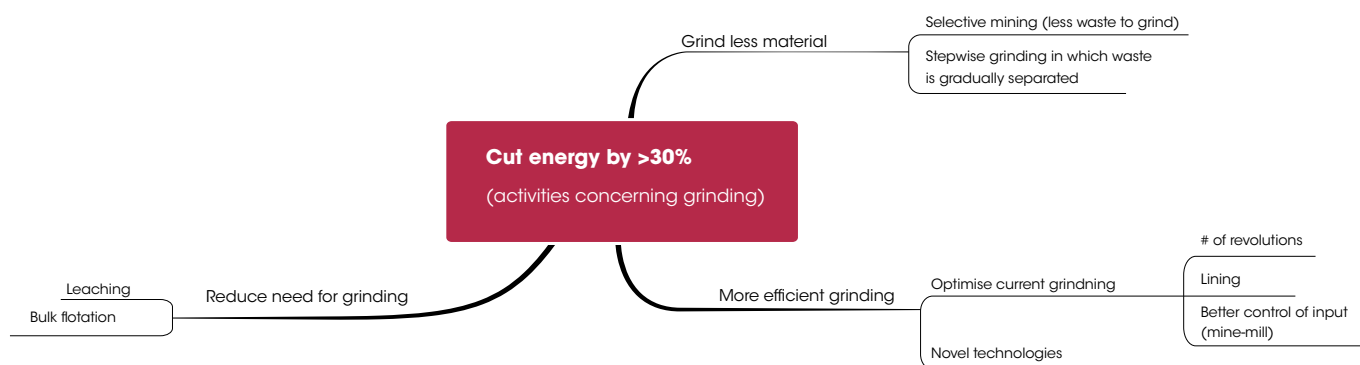 Selective mining (less waste to grind)
Grind less material
Stepwise grinding in which waste
is gradually separated
Cut energy by >30%
(activities concerning grinding)
Leaching
Reduce need for grinding
Bulk flotation
More efficient grinding
Optimise current grindning
# of revolutions
Lining
Better control of input
(mine-mill)
Novel technologies